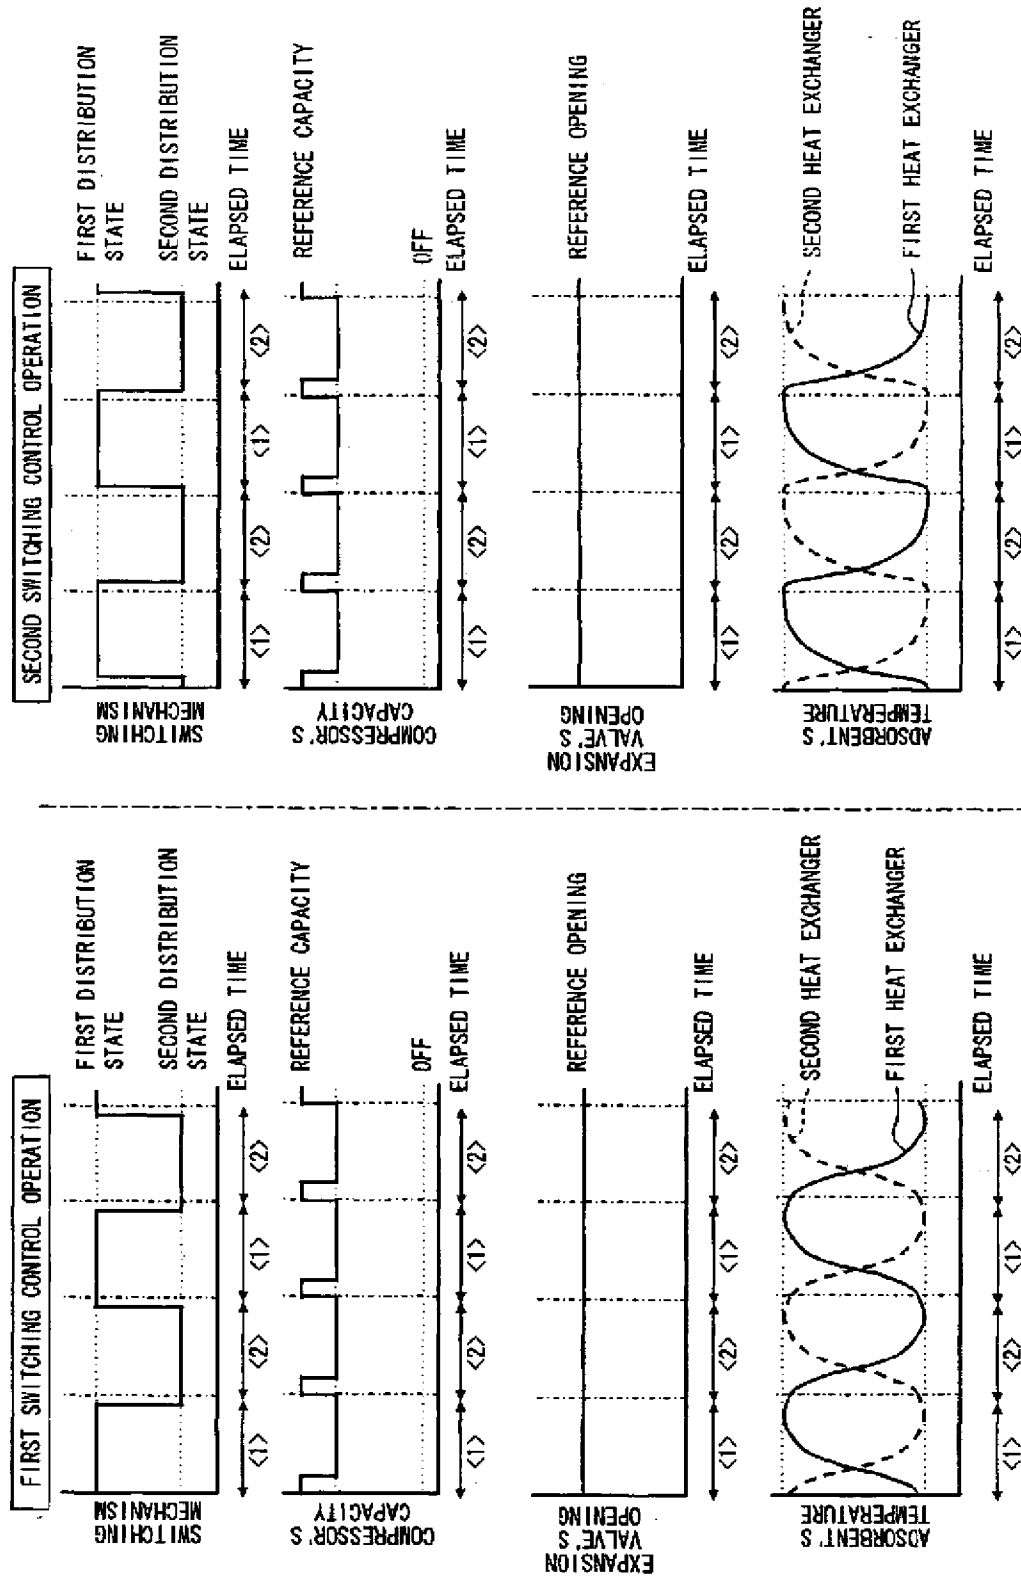 FIRST SWITCHING CONTROL OPERATION
SWITCHING
MECHANISM
FIRST DISTRIBUTION
STATE
SECOND DISTRIBUTION
STATE
ELAPSED TIME
<1>
<2>
<1>
<2>
COMPRESSOR'S
CAPACITY
REFERENCE CAPACITY
OFF
ELAPSED TIME
<1>
<2>
<1>
<2>
EXPANSION
VALVE'S
OPENING
REFERENCE OPENING
ELAPSED TIME
<1>
<2>
<1>
<2>
ADSORBENT'S
TEMPERATURE
SECOND HEAT EXCHANGER
FIRST HEAT EXCHANGER
ELAPSED TIME
<1>
<2>
<1>
<2>
SECOND SWITCHING CONTROL OPERATION
SWITCHING
MECHANISM
FIRST DISTRIBUTION
STATE
SECOND DISTRIBUTION
STATE
ELAPSED TIME
<1>
<2>
<1>
<2>
COMPRESSOR'S
CAPACITY
REFERENCE CAPACITY
OFF
ELAPSED TIME
<1>
<2>
<1>
<2>
EXPANSION
VALVE'S
OPENING
REFERENCE OPENING
ELAPSED TIME
<1>
<2>
<1>
<2>
ADSORBENT'S
TEMPERATURE
SECOND HEAT EXCHANGER
FIRST HEAT EXCHANGER
ELAPSED TIME
<1>
<2>
<1>
<2>